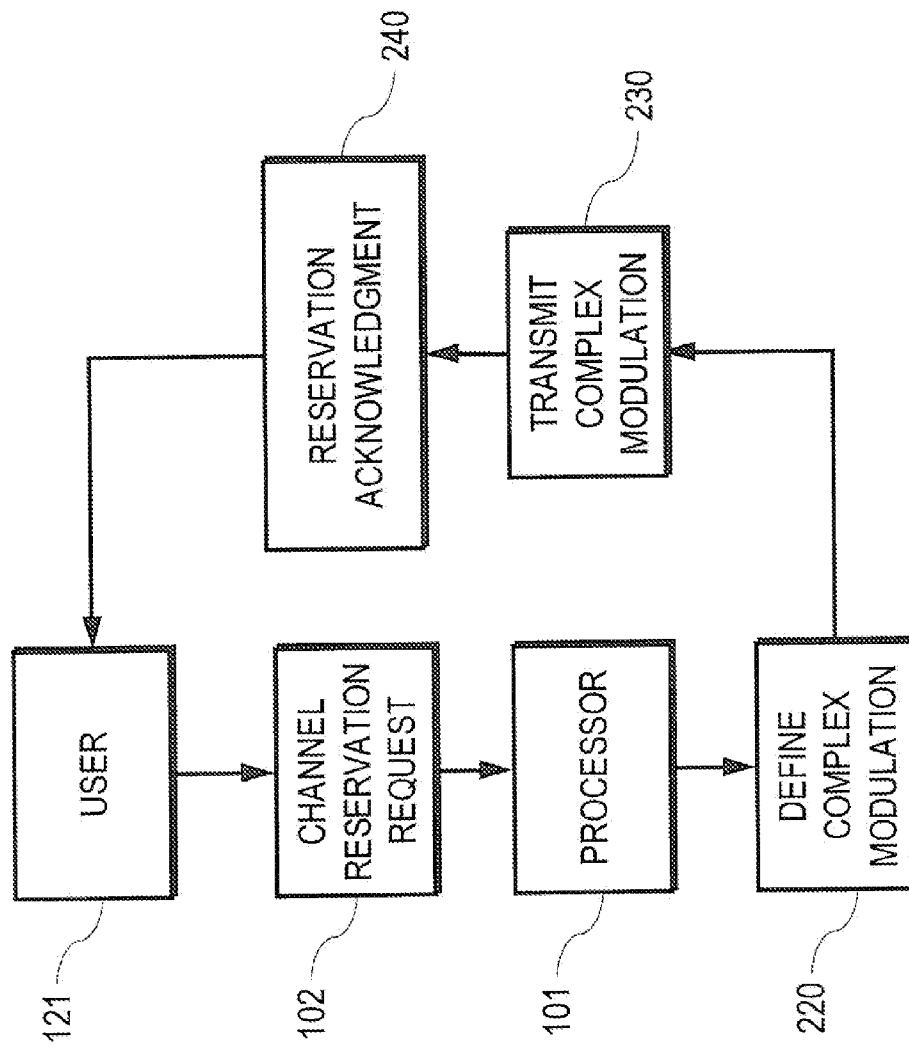 121
USER
102
CHANNEL
RESERVATION
REQUEST
101
PROCESSOR
220
DEFINE
COMPLEX
MODULATION
TRANSMIT
COMPLEX
MODULATION
230
RESERVATION
ACKNOWLEDGMENT
240